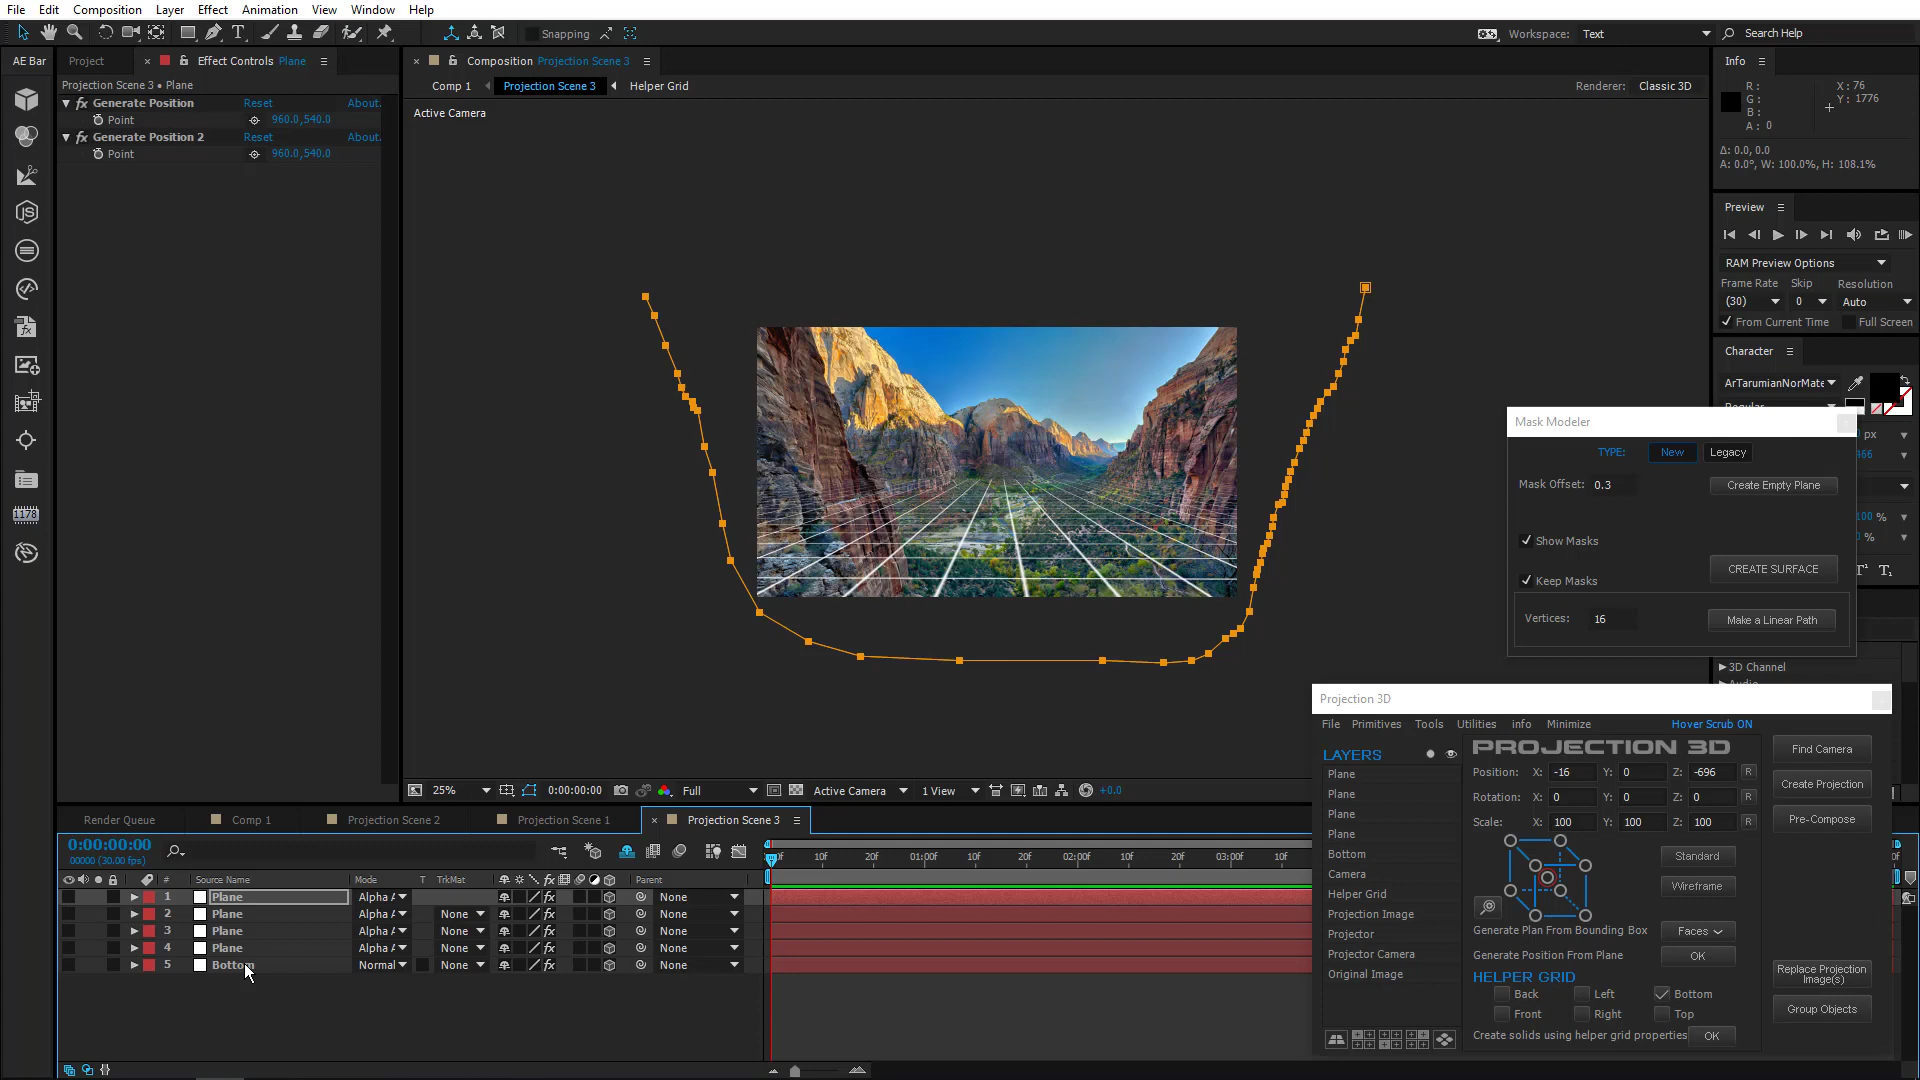 File Edit Composition Layer Effect Animation View Window Help
Snapping
Workspace: Text
Search Help
AE Bar
Project
Effect Controls Plane
Composition Projection Scene 3
Info
Projection Scene 3 • Plane
Comp 1
Projection Scene 3
Helper Grid
Renderer: Classic 3D
R :
G :
B :
A : 0
X : 76
Y : 1776
fx Generate Position Reset About.
Point 960.0,540.0
fx Generate Position 2 Reset About.
Point 960.0,540.0
Active Camera
Δ: 0.0, 0.0
A: 0.0°, W: 100.0%, H: 108.1%
Preview
RAM Preview Options
Frame Rate Skip Resolution
(30) 0 Auto
From Current Time Full Screen
Character
ArTarumianNorMate
Regular
px
Mask Modeler
TYPE: New Legacy
Mask Offset: 0.3 Create Empty Plane
Show Masks
CREATE SURFACE
Keep Masks
Vertices: 16 Make a Linear Path
100 %
%
3D Channel
Projection 3D
File Primitives Tools Utilities info Minimize Hover Scrub ON
LAYERS
Plane
Plane
Plane
Plane
Bottom
Camera
Helper Grid
Projection Image
Projector
Projector Camera
Original Image
PROJECTION 3D
Position: X: -16 Y: 0 Z: -696 R
Rotation: X: 0 Y: 0 Z: 0 R
Scale: X: 100 Y: 100 Z: 100 R
Standard
Wireframe
Generate Plan From Bounding Box Faces
Generate Position From Plane OK
HELPER GRID
Back Left Bottom
Front Right Top
Create solids using helper grid properties OK
Find Camera
Create Projection
Pre-Compose
Replace Projection
Image(s)
Group Objects
25% 0:00:00:00 Full Active Camera 1 View +0.0
Render Queue
Comp 1
Projection Scene 2
Projection Scene 1
Projection Scene 3
0:00:00:00
00000 (30.00 fps)
10f 20f 01:00f 10f 20f 02:00f 10f 20f 03:00f 10f
# Source Name Mode T TrkMat Parent
1 Plane Alpha A None
2 Plane Alpha A None None
3 Plane Alpha A None None
4 Plane Alpha A None None
5 Bottom Normal None None